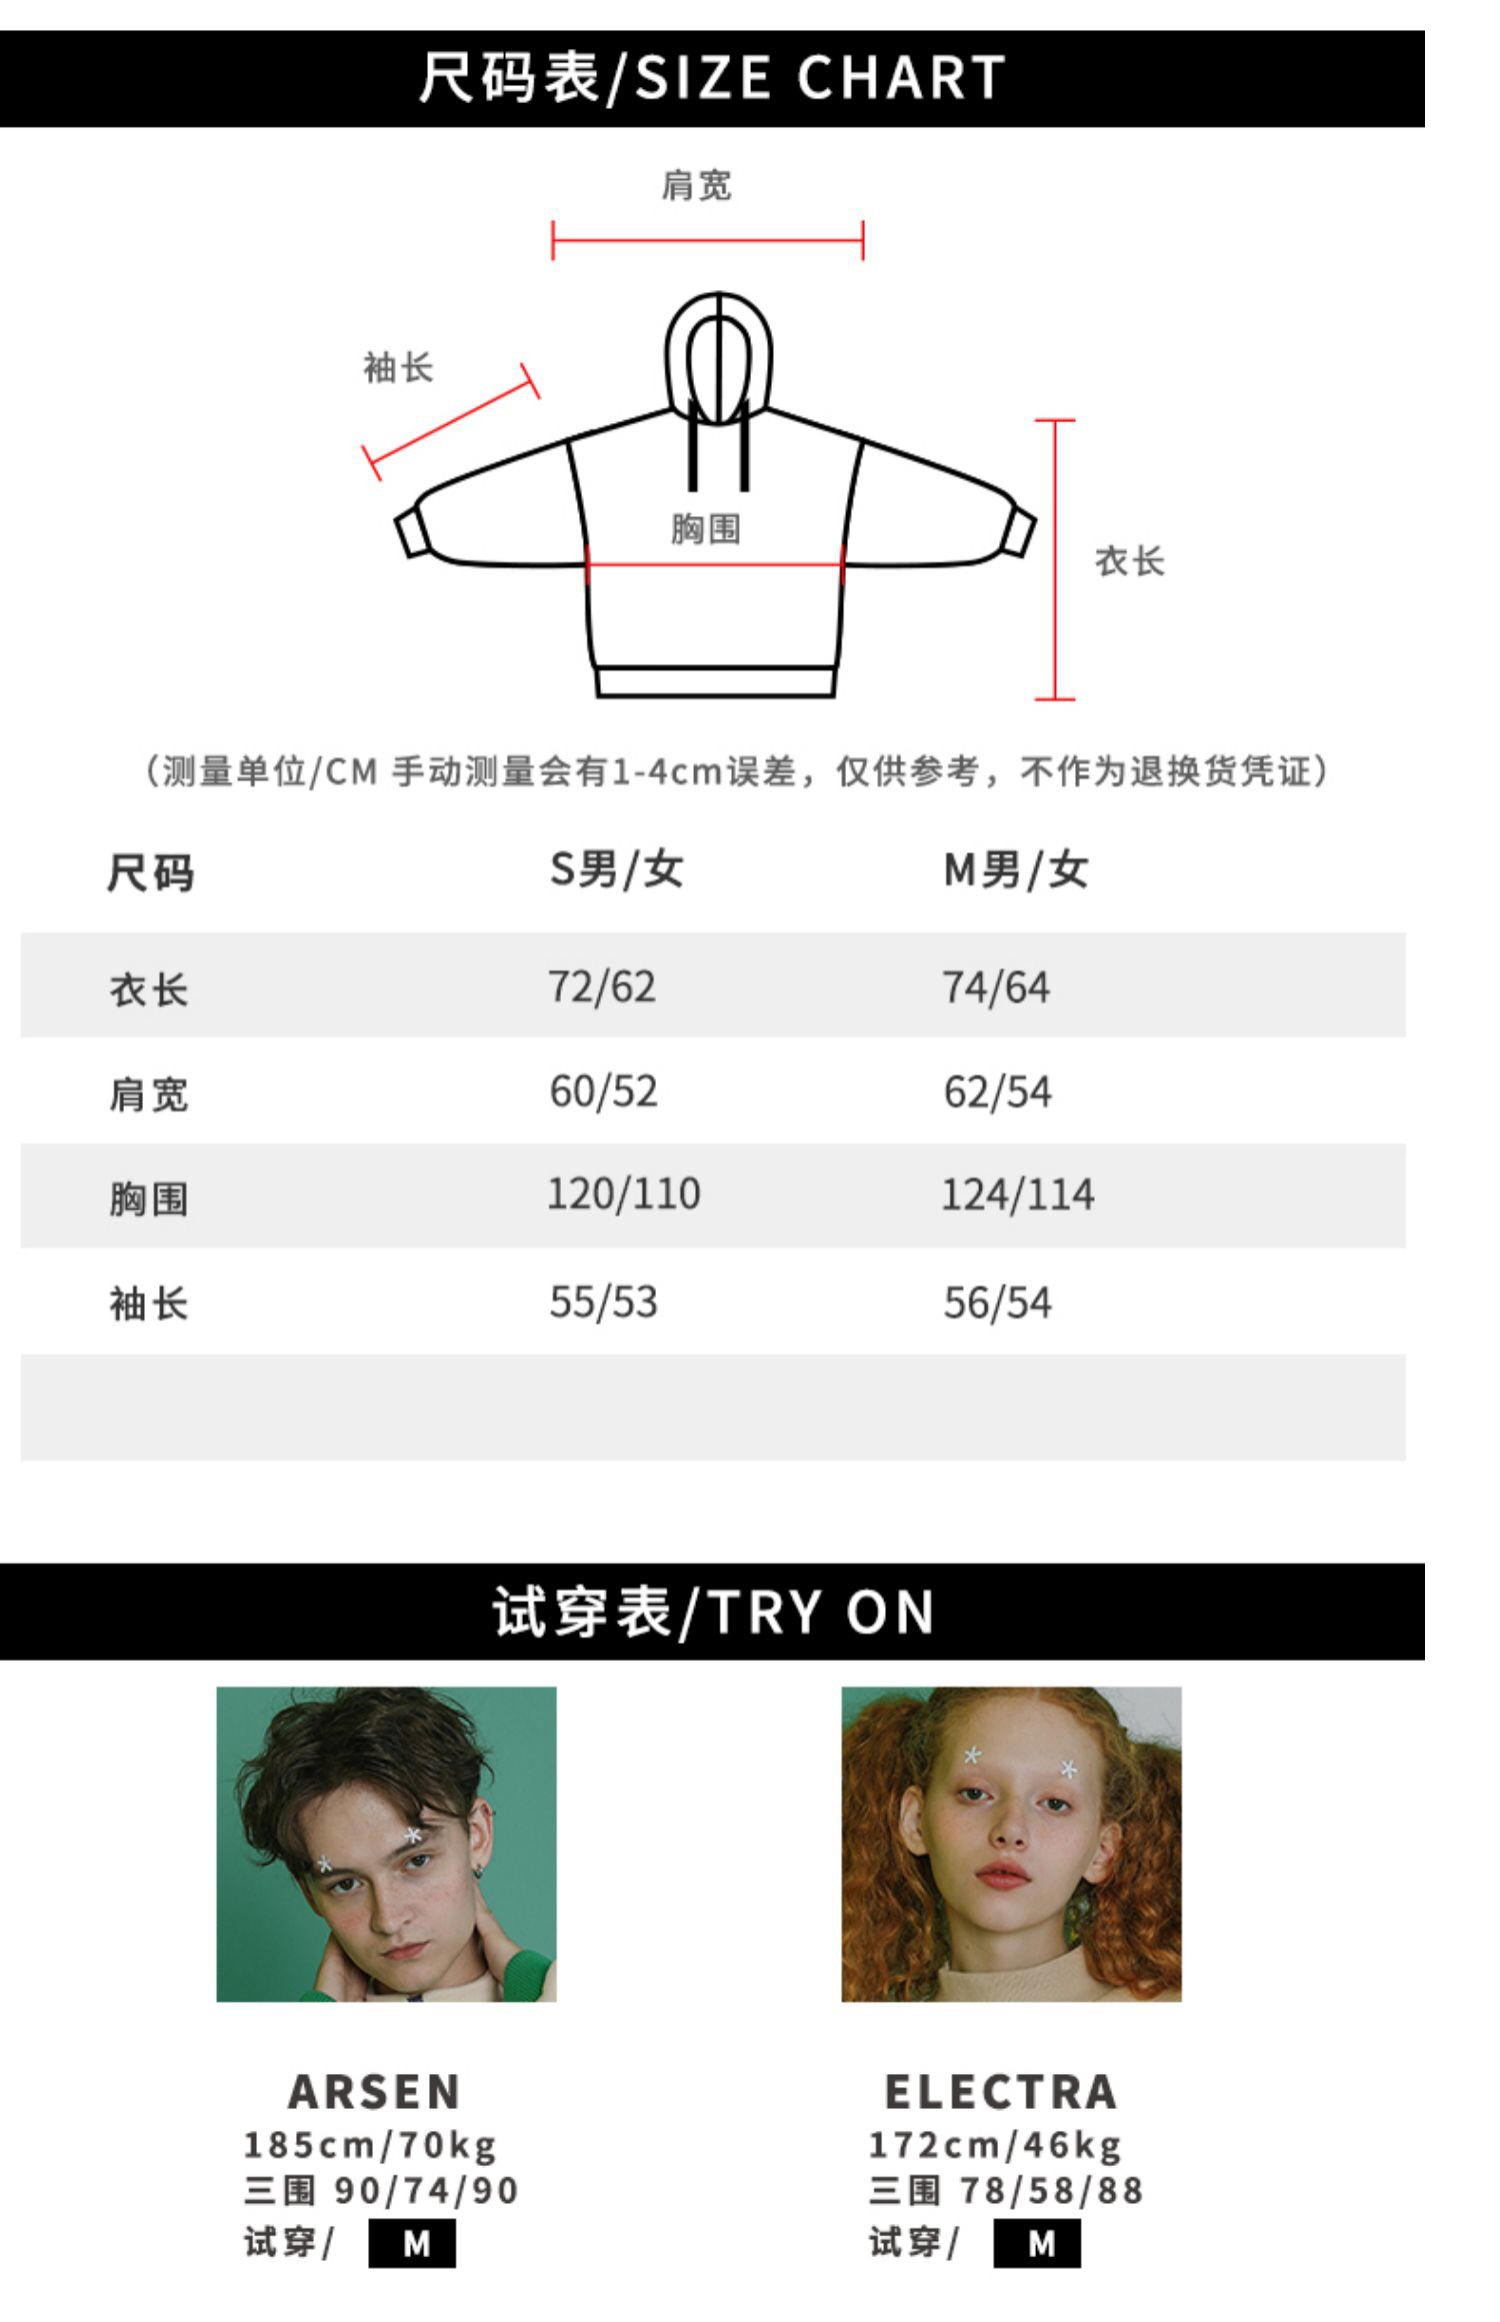 尺码表/SIZE CHART
肩宽
袖长
胸围
衣长
（测量单位/CM 手动测量会有1-4cm误差，仅供参考，不作为退换货凭证）
尺码 S男/女 M男/女
衣长 72/62 74/64
肩宽 60/52 62/54
胸围 120/110 124/114
袖长 55/53 56/54
试穿表/TRY ON
ARSEN
185cm/70kg
三围 90/74/90
试穿/ M
ELECTRA
172cm/46kg
三围 78/58/88
试穿/ M